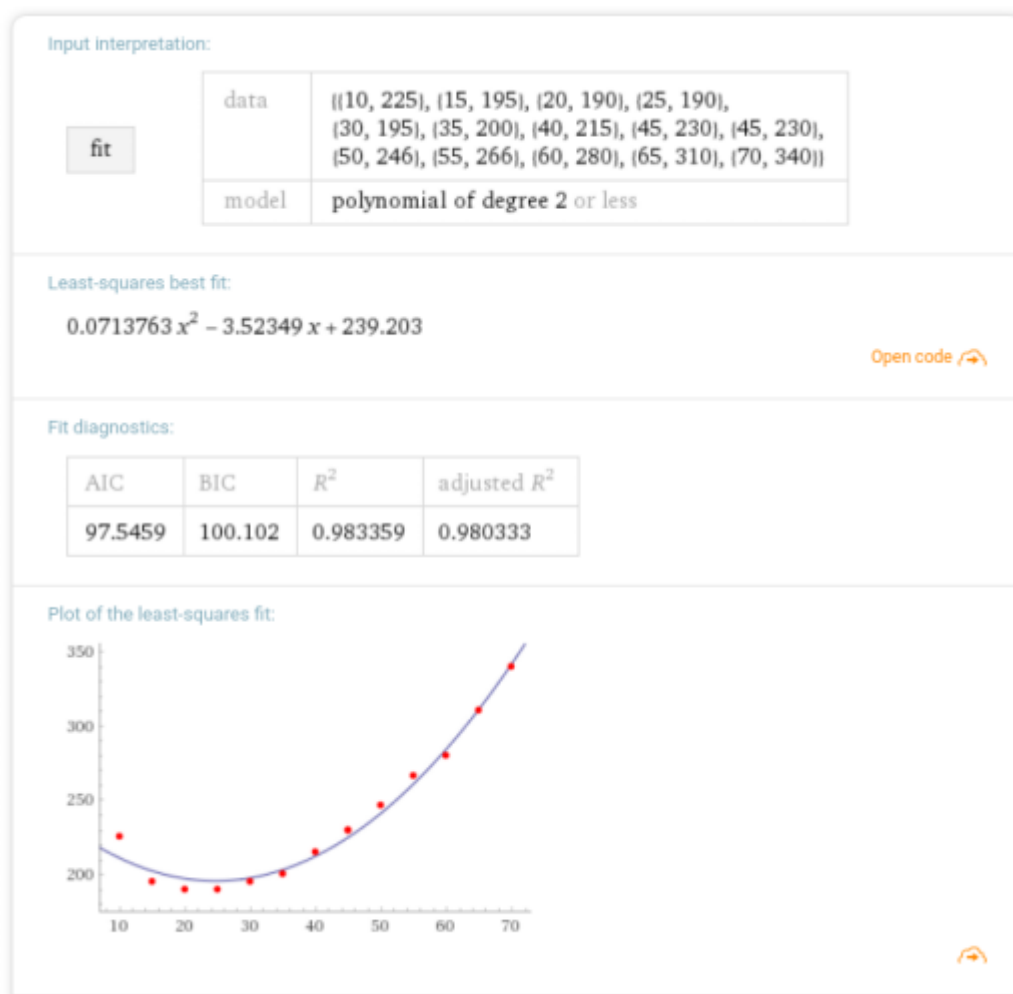 Input interpretation:
fit
data
{{10, 225}, {15, 195}, {20, 190}, {25, 190},
{30, 195}, {35, 200}, {40, 215}, {45, 230}, {45, 230},
{50, 246}, {55, 266}, {60, 280}, {65, 310}, {70, 340}}
model
polynomial of degree 2 or less
Least-squares best fit:
0.0713763 x² – 3.52349 x + 239.203
Open code
Fit diagnostics:
AIC BIC R² adjusted R²
97.5459 100.102 0.983359 0.980333
Plot of the least-squares fit:
350
300
250
200
10 20 30 40 50 60 70